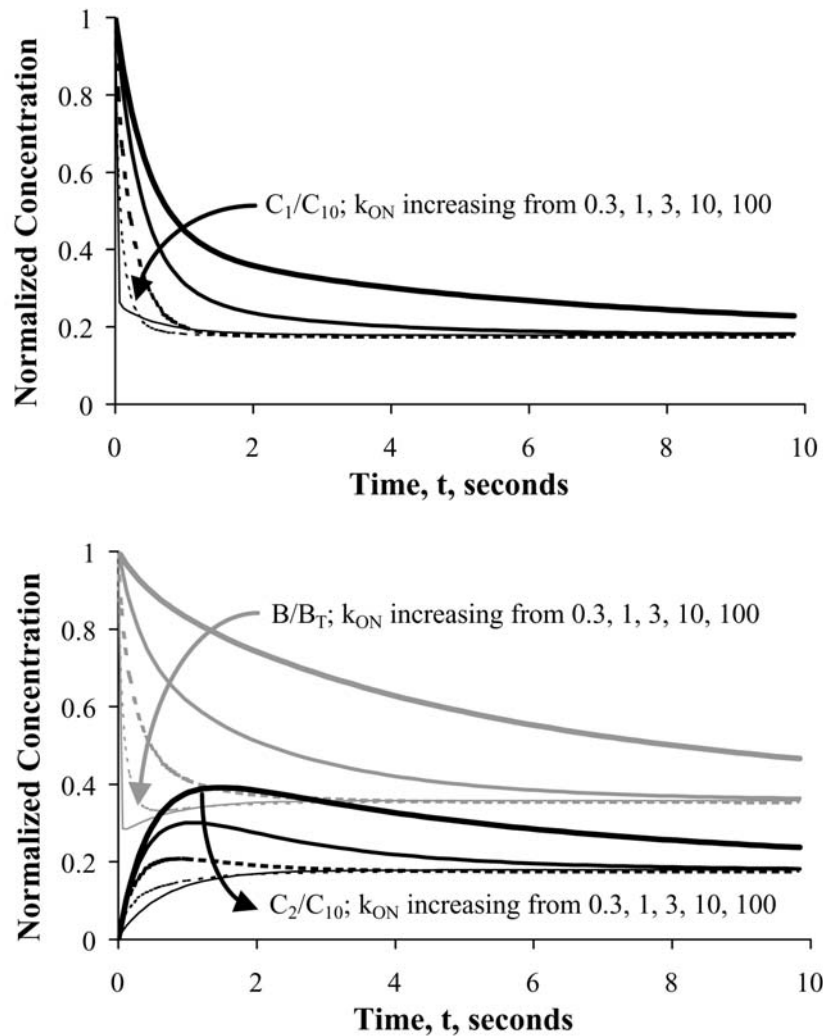 1
0.8
0.6
0.4
0.2
0
Normalized Concentration
C₁/C₁₀; kON increasing from 0.3, 1, 3, 10, 100
0 2 4 6 8 10
Time, t, seconds
1
0.8
0.6
0.4
0.2
0
Normalized Concentration
B/BT; kON increasing from 0.3, 1, 3, 10, 100
C₂/C₁₀; kON increasing from 0.3, 1, 3, 10, 100
0 2 4 6 8 10
Time, t, seconds